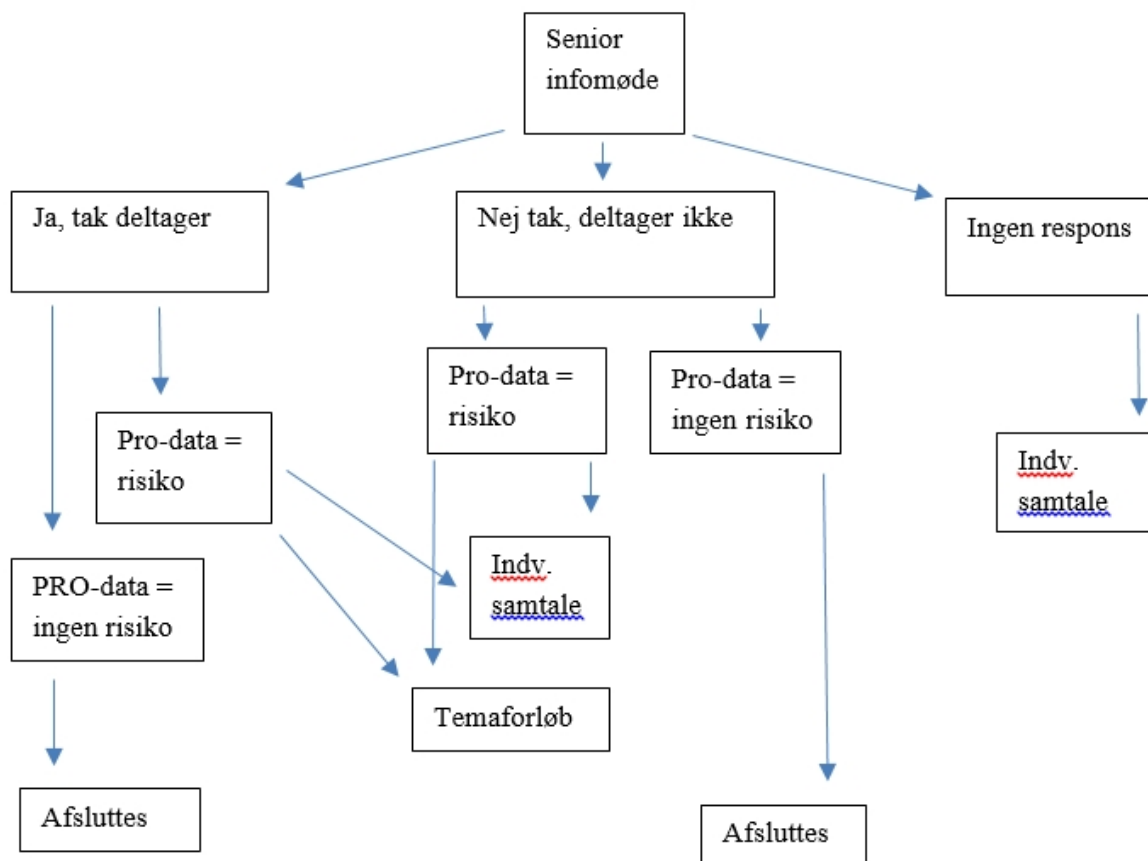 Senior
infomøde
Ja, tak deltager
Nej tak, deltager ikke
Ingen respons
Pro-data =
risiko
Pro-data =
ingen risiko
Pro-data =
risiko
Indv.
samtale
Indv.
samtale
PRO-data =
ingen risiko
Temaforløb
Afsluttes
Afsluttes